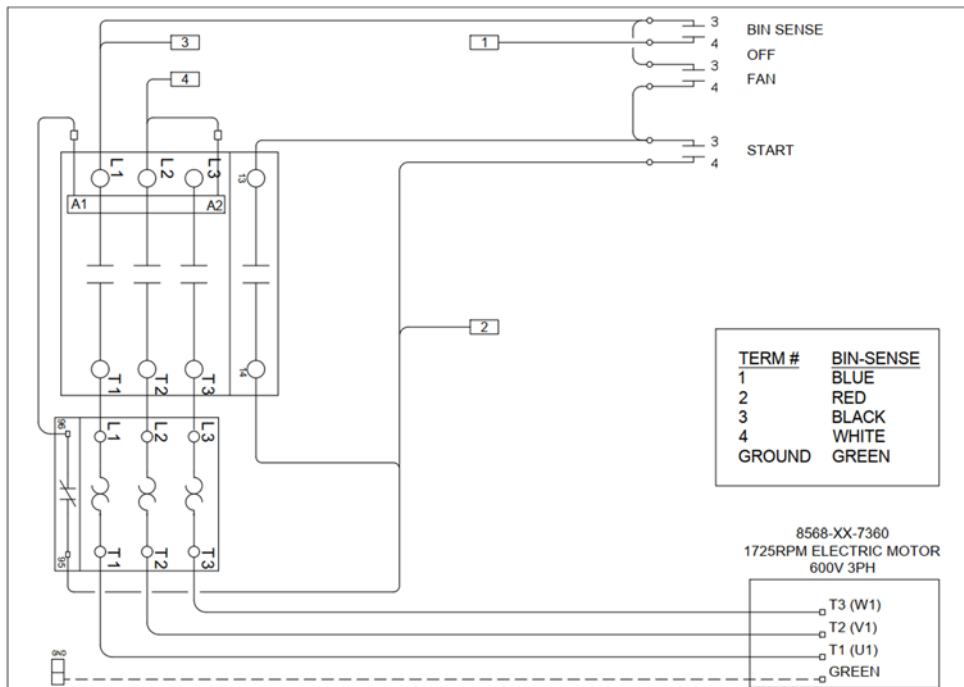 3
1
3
4
BIN SENSE
OFF
3
4
FAN
4
3
4
START
L1
L2
L3
13
A1
A2
T1
T2
T3
14
2
96
L1
L2
L3
95
T1
T2
T3
TERM # BIN-SENSE
1 BLUE
2 RED
3 BLACK
4 WHITE
GROUND GREEN
8568-XX-7360
1725RPM ELECTRIC MOTOR
600V 3PH
T3 (W1)
T2 (V1)
T1 (U1)
GREEN